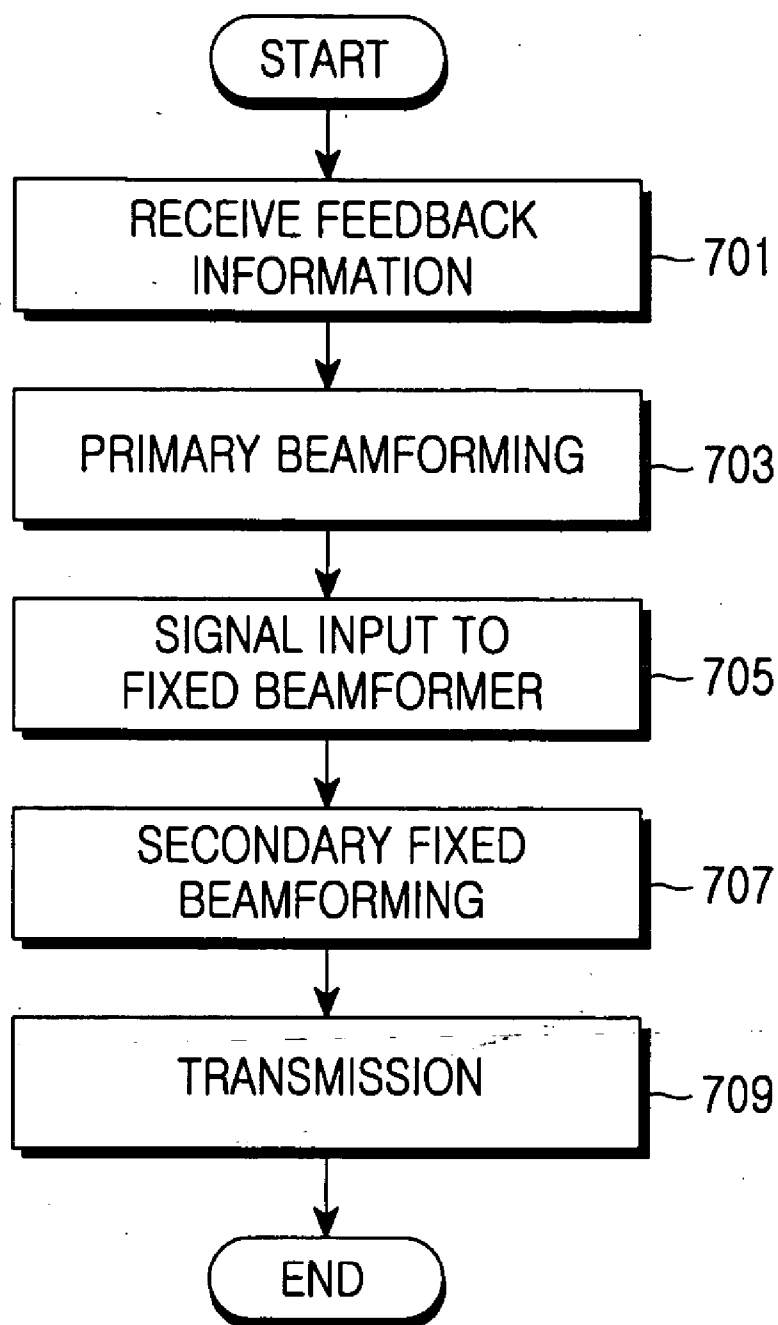 START
RECEIVE FEEDBACK
INFORMATION
701
PRIMARY BEAMFORMING
703
SIGNAL INPUT TO
FIXED BEAMFORMER
705
SECONDARY FIXED
BEAMFORMING
707
TRANSMISSION
709
END